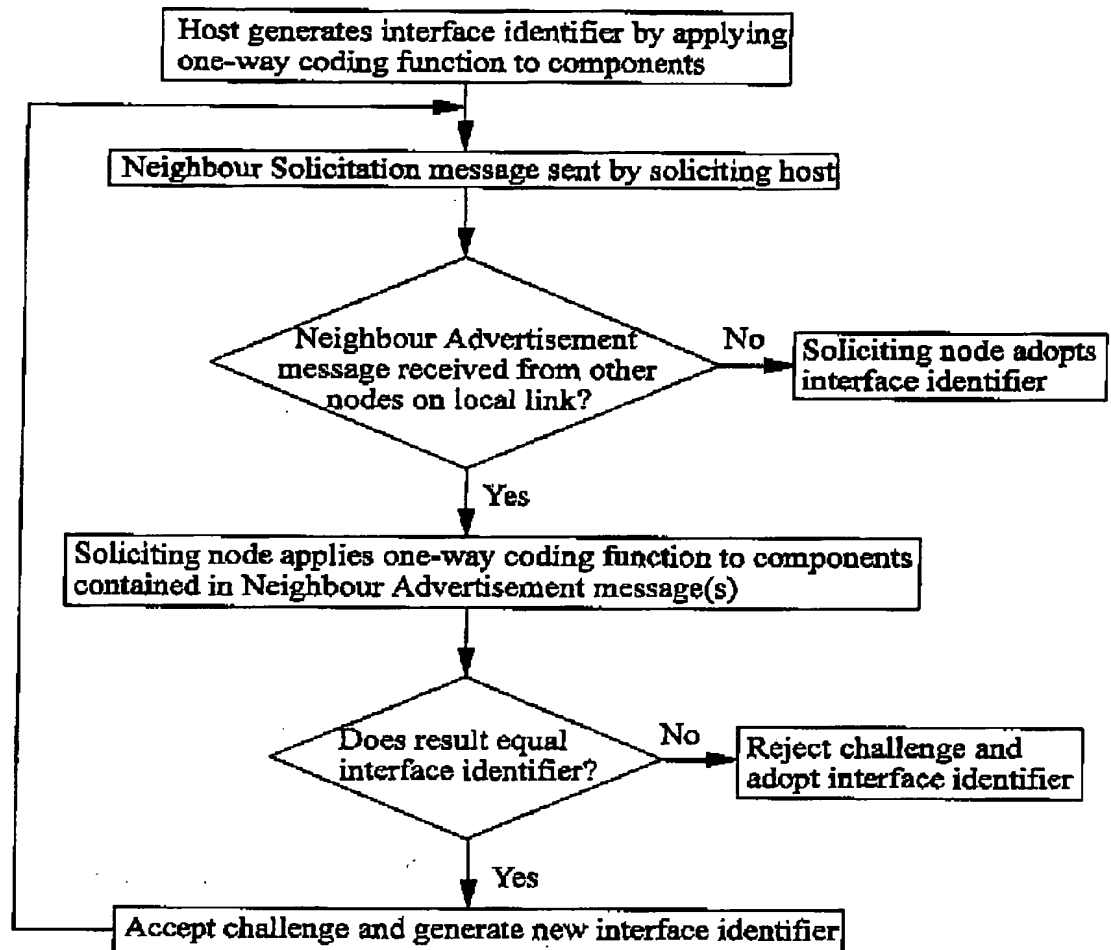 Host generates interface identifier by applying
one-way coding function to components
Neighbour Solicitation message sent by soliciting host
Neighbour Advertisement
message received from other
nodes on local link?
No
Soliciting node adopts
interface identifier
Yes
Soliciting node applies one-way coding function to components
contained in Neighbour Advertisement message(s)
Does result equal
interface identifier?
No
Reject challenge and
adopt interface identifier
Yes
Accept challenge and generate new interface identifier